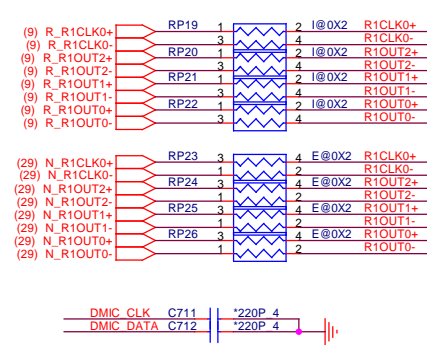 (9) R_R1CLK0+ RP19 1 2 I@0X2 R1CLK0+
(9) R_R1CLK0- 3 4 R1CLK0-
(9) R_R1OUT2+ RP20 1 2 I@0X2 R1OUT2+
(9) R_R1OUT2- 3 4 R1OUT2-
(9) R_R1OUT1+ RP21 1 2 I@0X2 R1OUT1+
(9) R_R1OUT1- 3 4 R1OUT1-
(9) R_R1OUT0+ RP22 1 2 I@0X2 R1OUT0+
(9) R_R1OUT0- 3 4 R1OUT0-
(29) N_R1CLK0+ RP23 3 4 E@0X2 R1CLK0+
(29) N_R1CLK0- 1 2 R1CLK0-
(29) N_R1OUT2+ RP24 3 4 E@0X2 R1OUT2+
(29) N_R1OUT2- 1 2 R1OUT2-
(29) N_R1OUT1+ RP25 3 4 E@0X2 R1OUT1+
(29) N_R1OUT1- 1 2 R1OUT1-
(29) N_R1OUT0+ RP26 3 4 E@0X2 R1OUT0+
(29) N_R1OUT0- 1 2 R1OUT0-
DMIC_CLK C711 *220P_4
DMIC_DATA C712 *220P_4